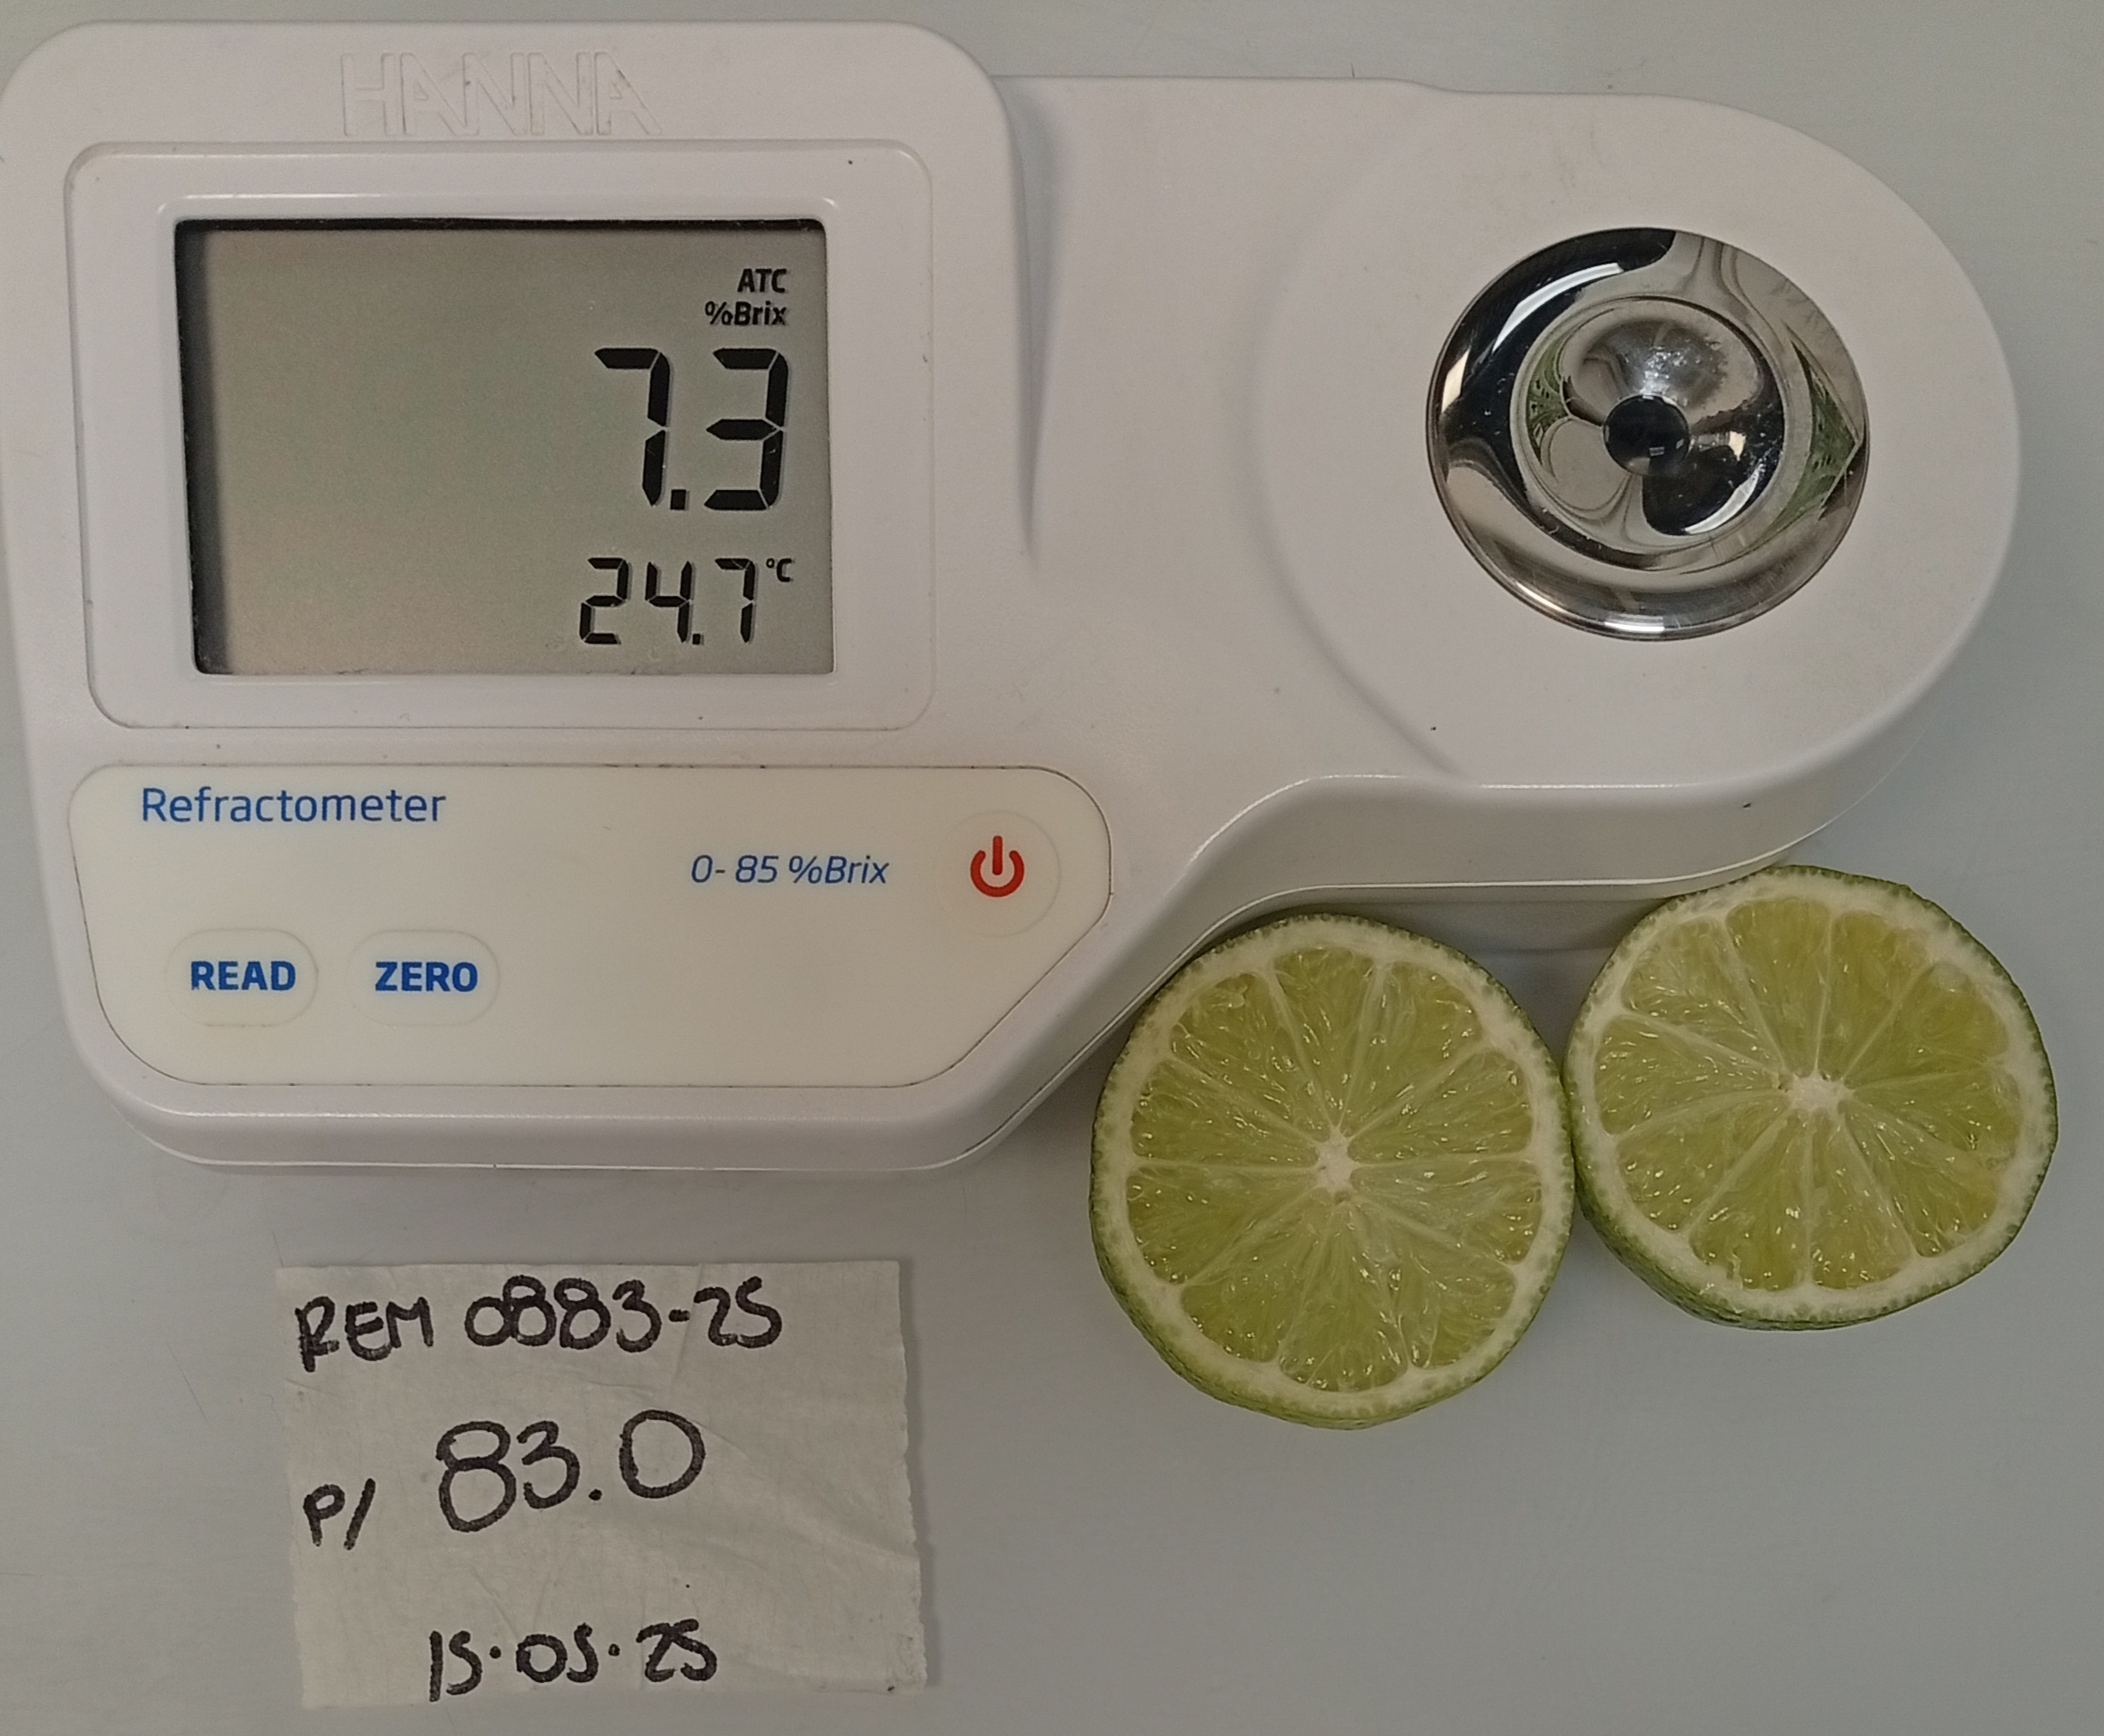 HANNA
ATC
%Brix
7.3
24.7°C
Refractometer
0- 85 %Brix
READ ZERO
REM 0883-25
P/ 83.0
15.05.25